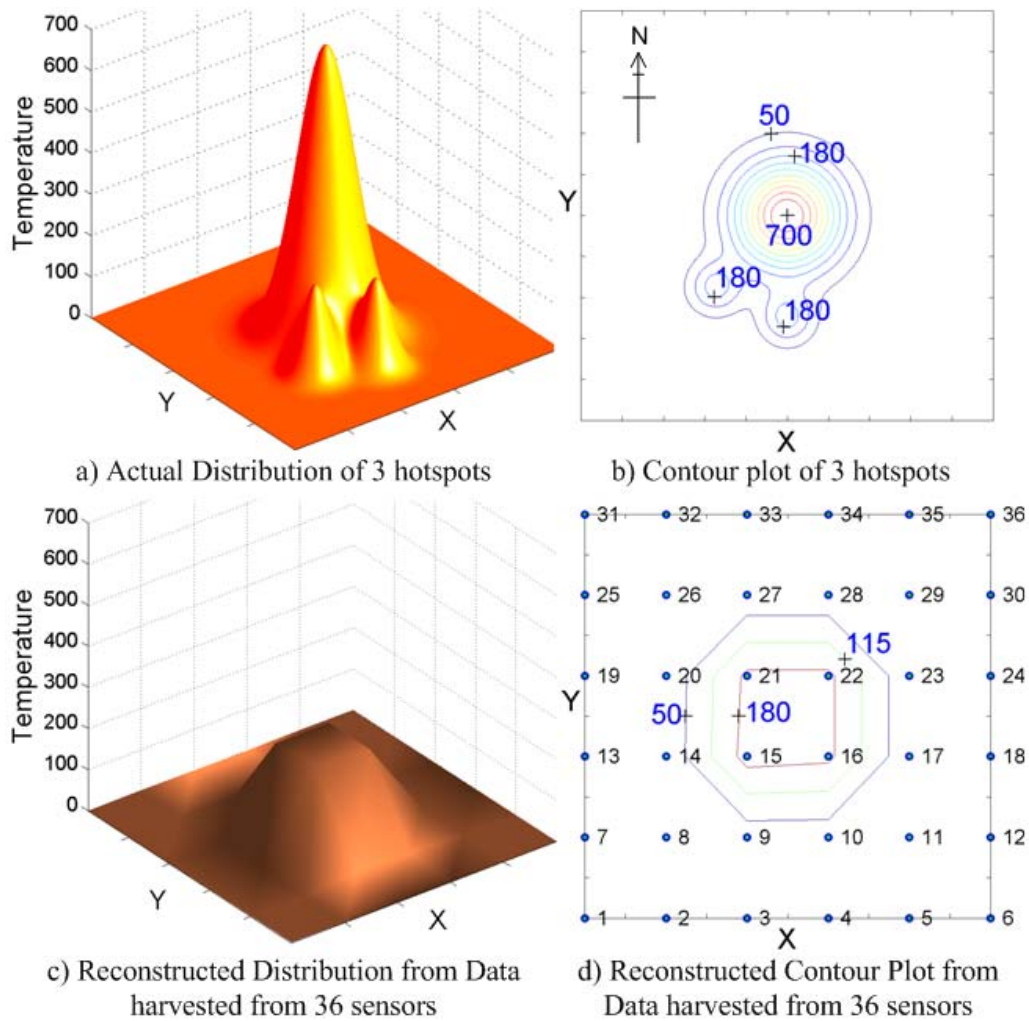 700
600
500
400
300
200
100
0
Temperature
Y
X
a) Actual Distribution of 3 hotspots
N
50
180
700
180
180
Y
X
b) Contour plot of 3 hotspots
700
600
500
400
300
200
100
0
Temperature
Y
X
c) Reconstructed Distribution from Data
harvested from 36 sensors
31 32 33 34 35 36
25 26 27 28 29 30
115
19 20 21 22 23 24
Y
50 180
13 14 15 16 17 18
7 8 9 10 11 12
1 2 3 4 5 6
X
d) Reconstructed Contour Plot from
Data harvested from 36 sensors